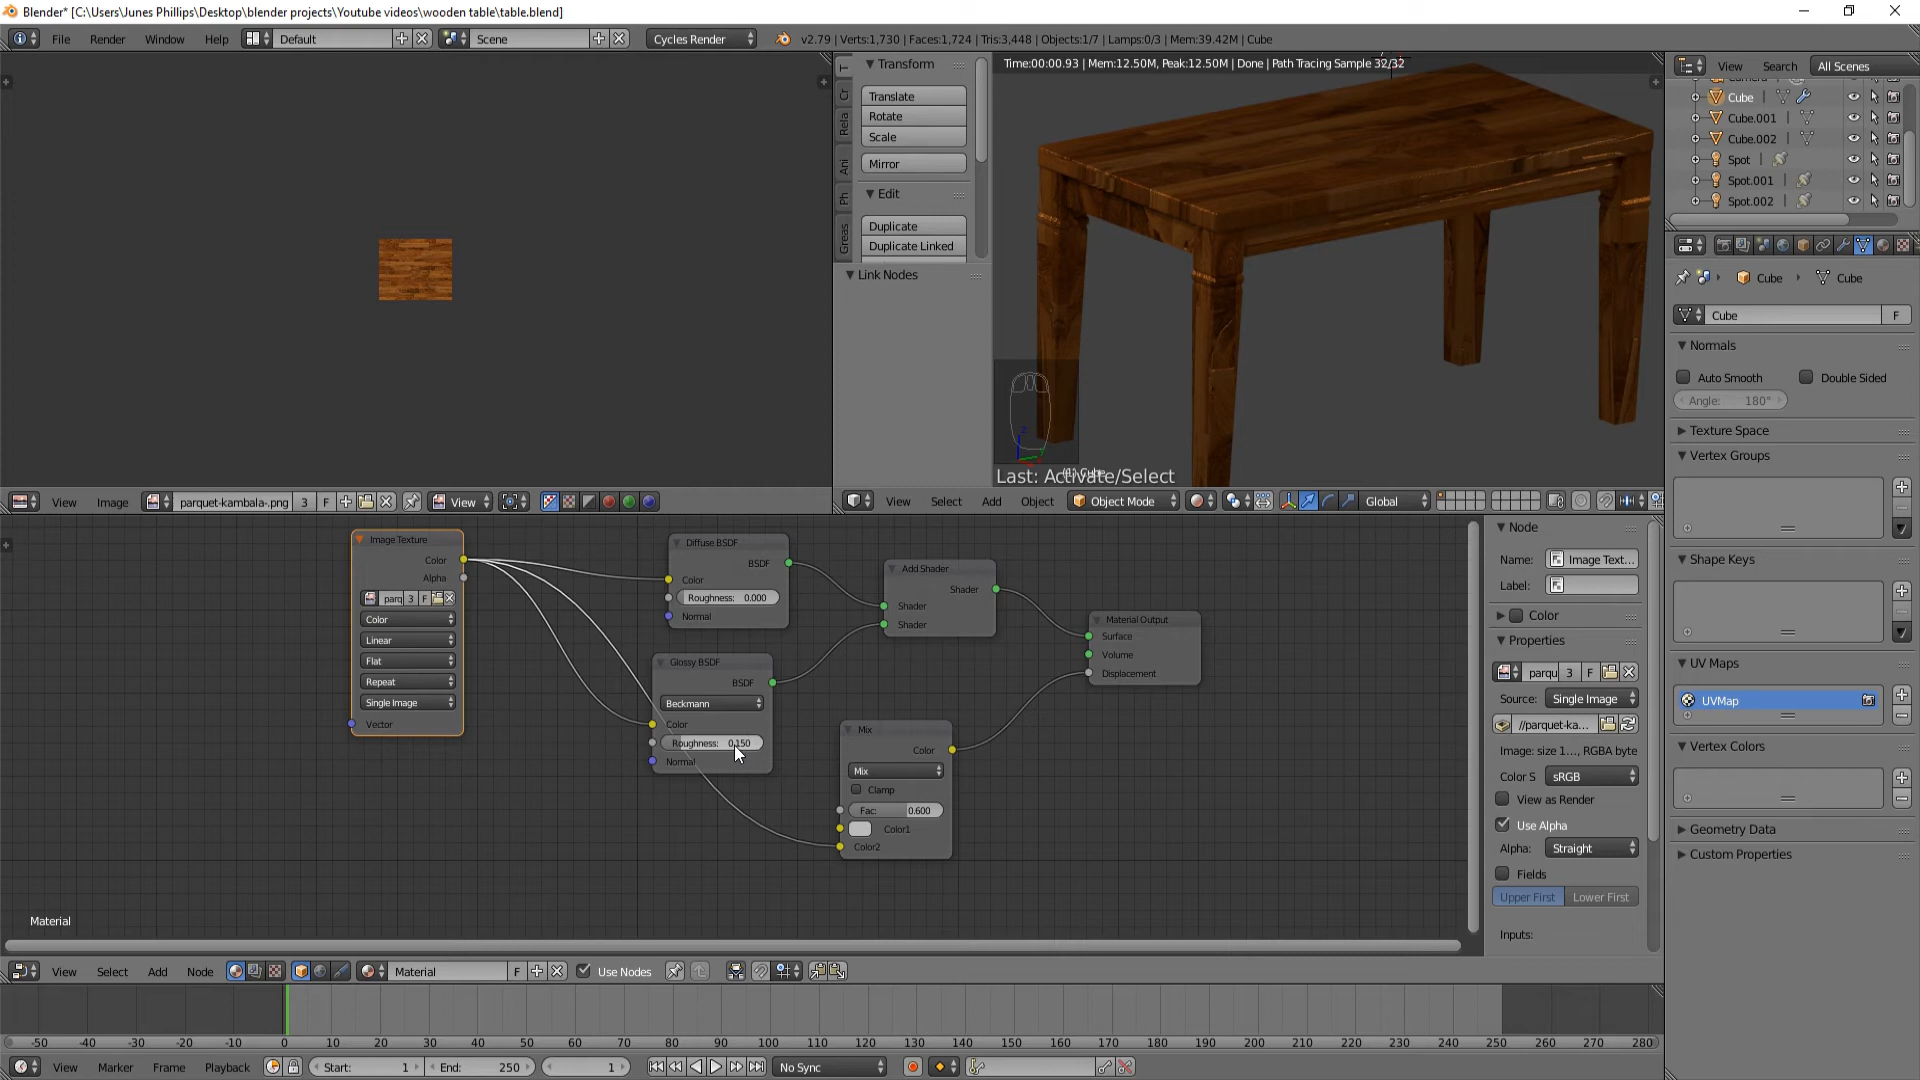 Blender* [C:\Users\Junes Phillips\Desktop\blender projects\Youtube videos\wooden table\table.blend]
File Render Window Help Default Scene Cycles Render v2.79 | Verts:1,730 | Faces:1,724 | Tris:3,448 | Objects:1/7 | Lamps:0/3 | Mem:39.42M | Cube
T
Cr
Rela
Ani
Ph
Greas
Transform
Translate
Rotate
Scale
Mirror
Edit
Duplicate
Duplicate Linked
Link Nodes
Time:00:00.93 | Mem:12.50M, Peak:12.50M | Done | Path Tracing Sample 32/32
Last: Activate/Select
View Image parquet-kambala-.png 3 F View
View Select Add Object Object Mode Global
View Search All Scenes
Cube
Cube.001
Cube.002
Spot
Spot.001
Spot.002
Cube Cube
Cube F
Normals
Auto Smooth Double Sided
Angle: 180°
Texture Space
Vertex Groups
Shape Keys
UV Maps
UVMap
Vertex Colors
Geometry Data
Custom Properties
Image Texture
Color
Alpha
parq 3 F
Color
Linear
Flat
Repeat
Single Image
Vector
Diffuse BSDF
BSDF
Color
Roughness: 0.000
Normal
Glossy BSDF
BSDF
Beckmann
Color
Roughness: 0.150
Normal
Add Shader
Shader
Shader
Shader
Mix
Color
Mix
Clamp
Fac: 0.600
Color1
Color2
Material Output
Surface
Volume
Displacement
Material
Node
Name: Image Text...
Label:
Color
Properties
parqu 3 F
Source: Single Image
//parquet-ka...
Image: size 1..., RGBA byte
Color S sRGB
View as Render
Use Alpha
Alpha: Straight
Fields
Upper First Lower First
Inputs:
View Select Add Node Material F Use Nodes
-50 -40 -30 -20 -10 0 10 20 30 40 50 60 70 80 90 100 110 120 130 140 150 160 170 180 190 200 210 220 230 240 250 260 270 280
View Marker Frame Playback Start: 1 End: 250 1 No Sync